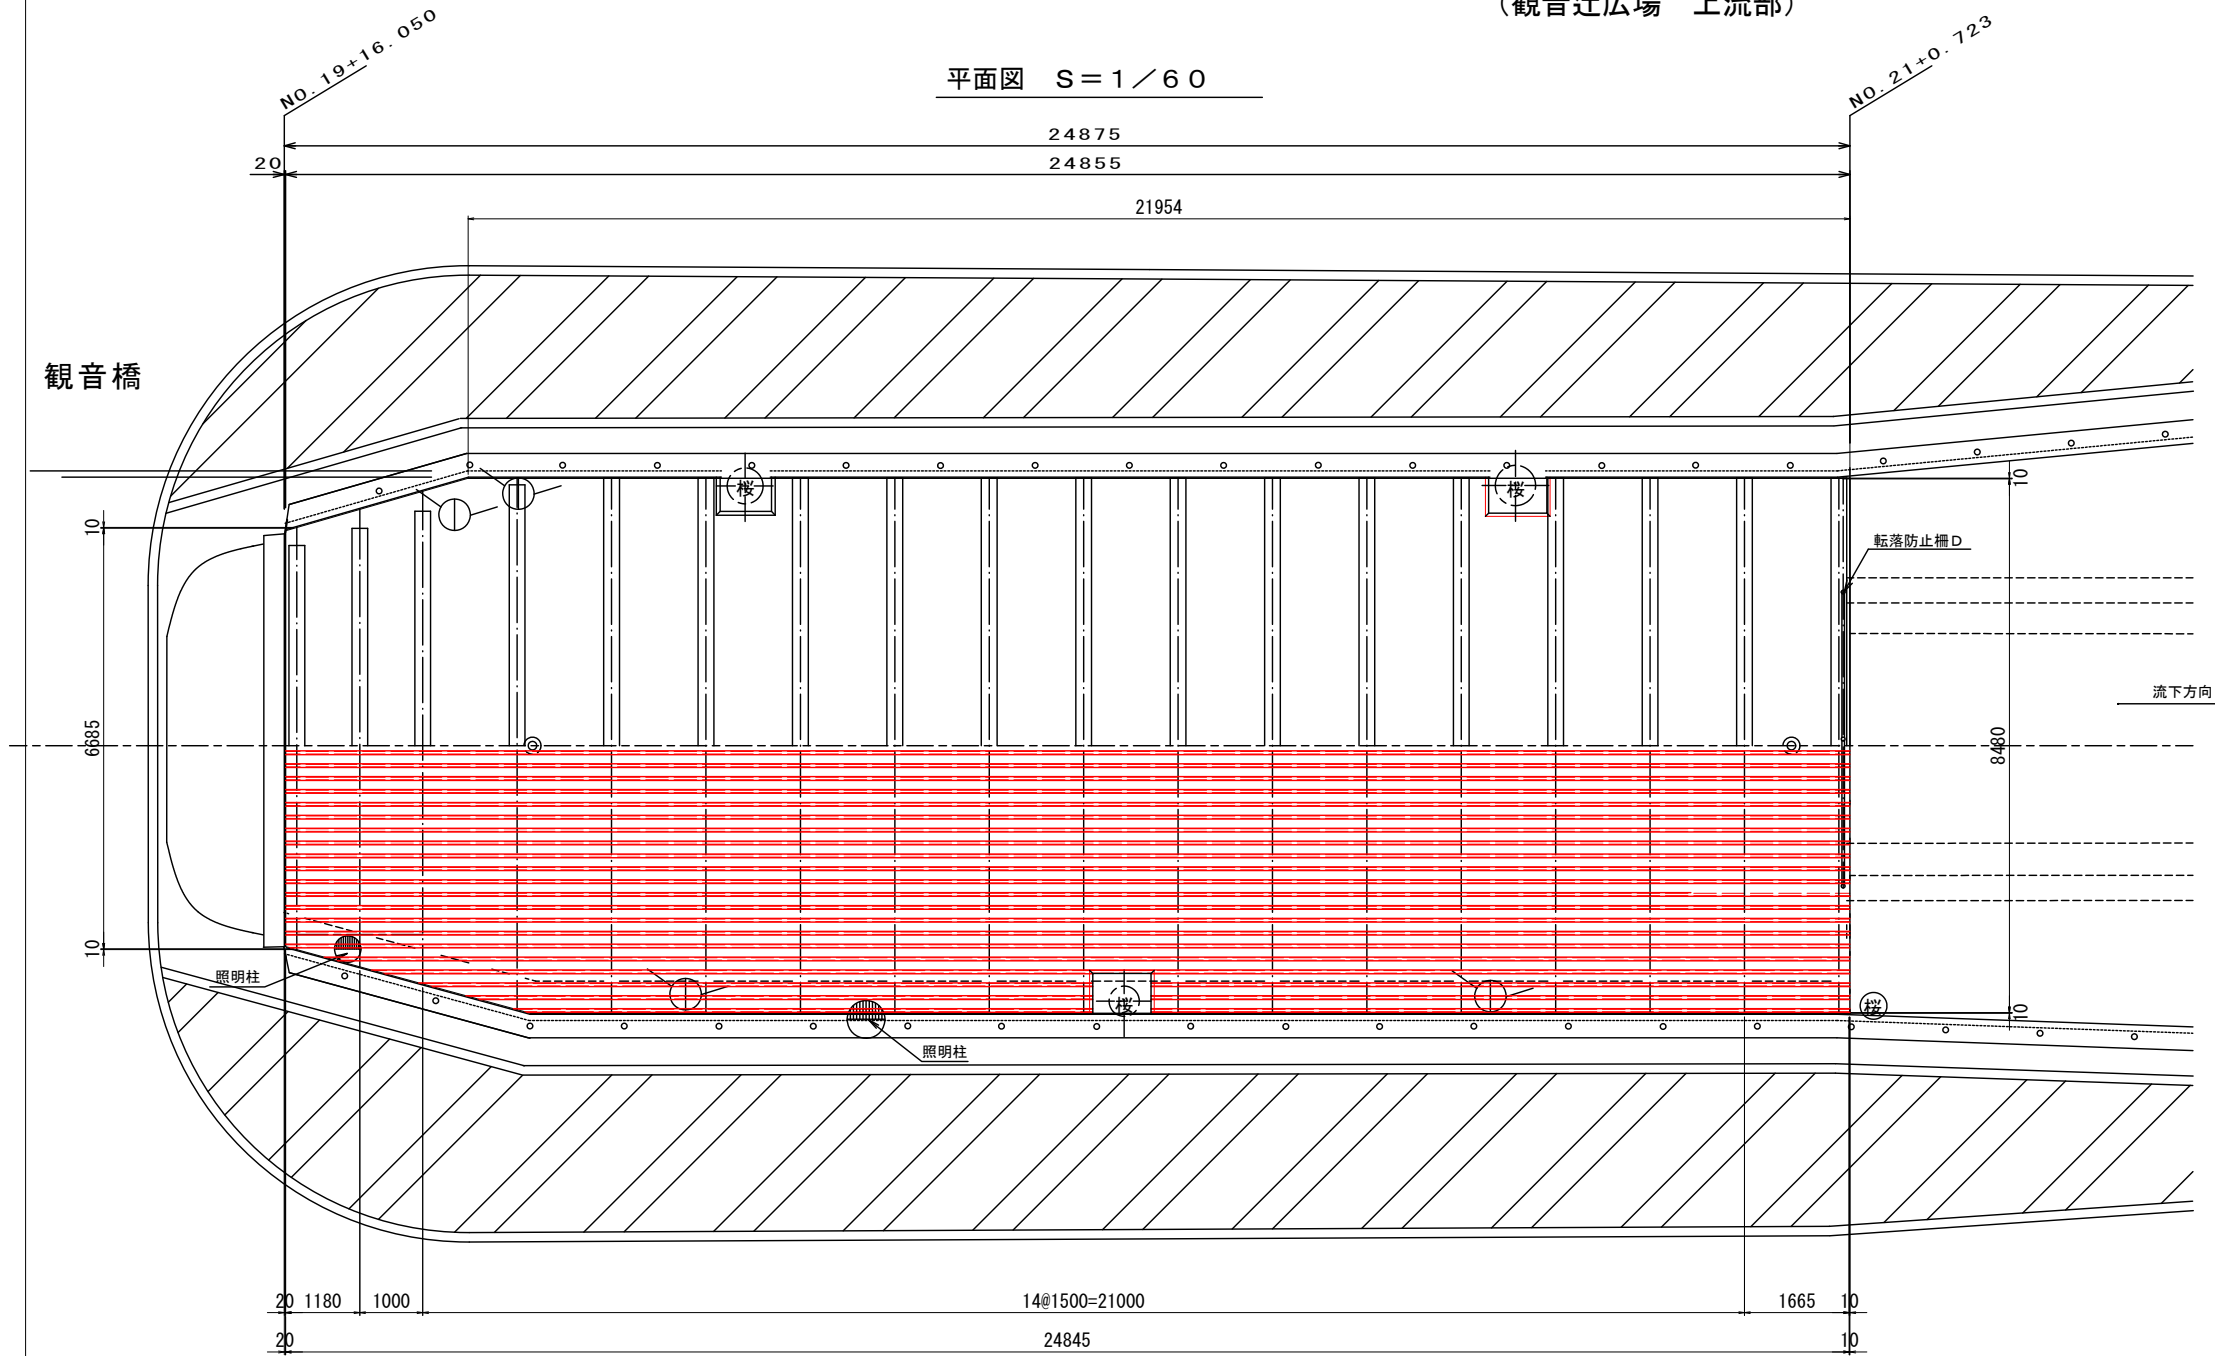 (観音辻広場　上流部)
NO. 19+16. 050
平面図　S＝1／60
NO. 21+0. 723
24875
20
24855
21954
観音橋
桜
桜
10
10
転落防止柵D
流下方向
6685
8480
10
照明柱
桜
桜
10
照明柱
20 1180 1000 14@1500=21000 1665 10
20 24845 10